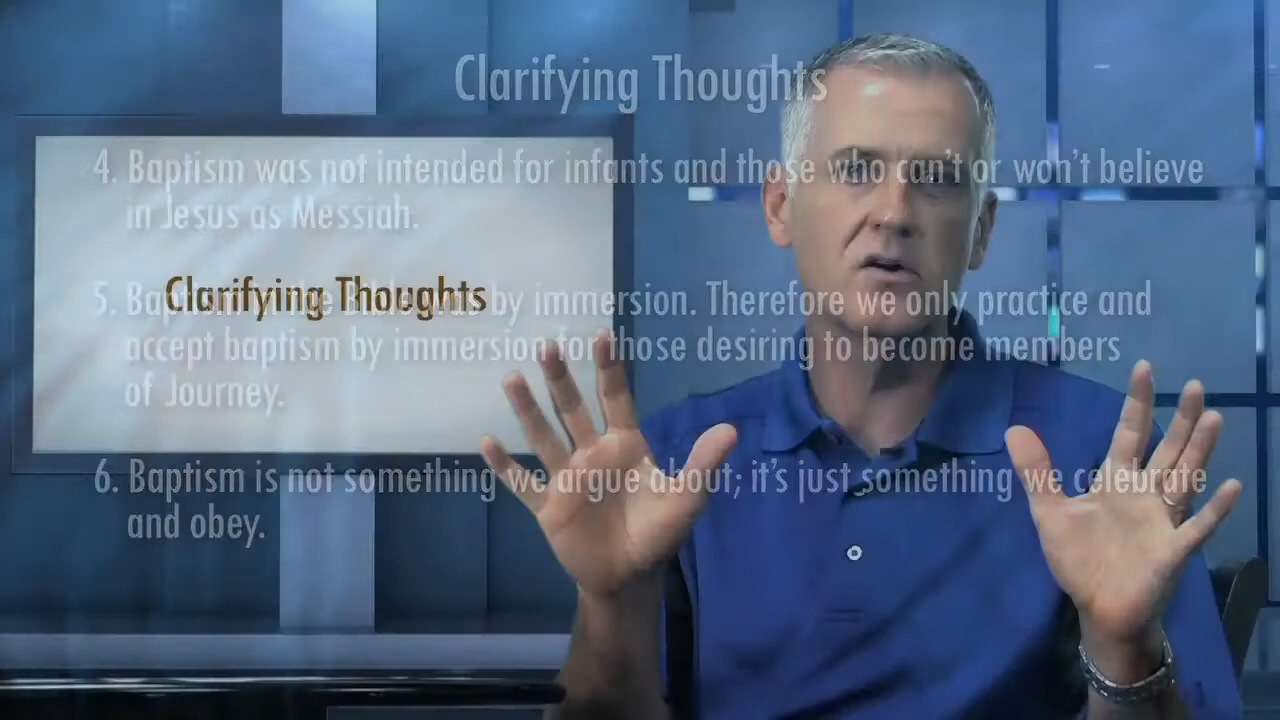 Clarifying Thoughts
4. Baptism was not intended for infants and those who can't or won't believe
in Jesus as Messiah.
Clarifying Thoughts
5. by immersion. Therefore we only practice and
accept baptism by immersion for those desiring to become members
of Journey.
6. Baptism is not something we argue about; it's just something we celebrate
and obey.